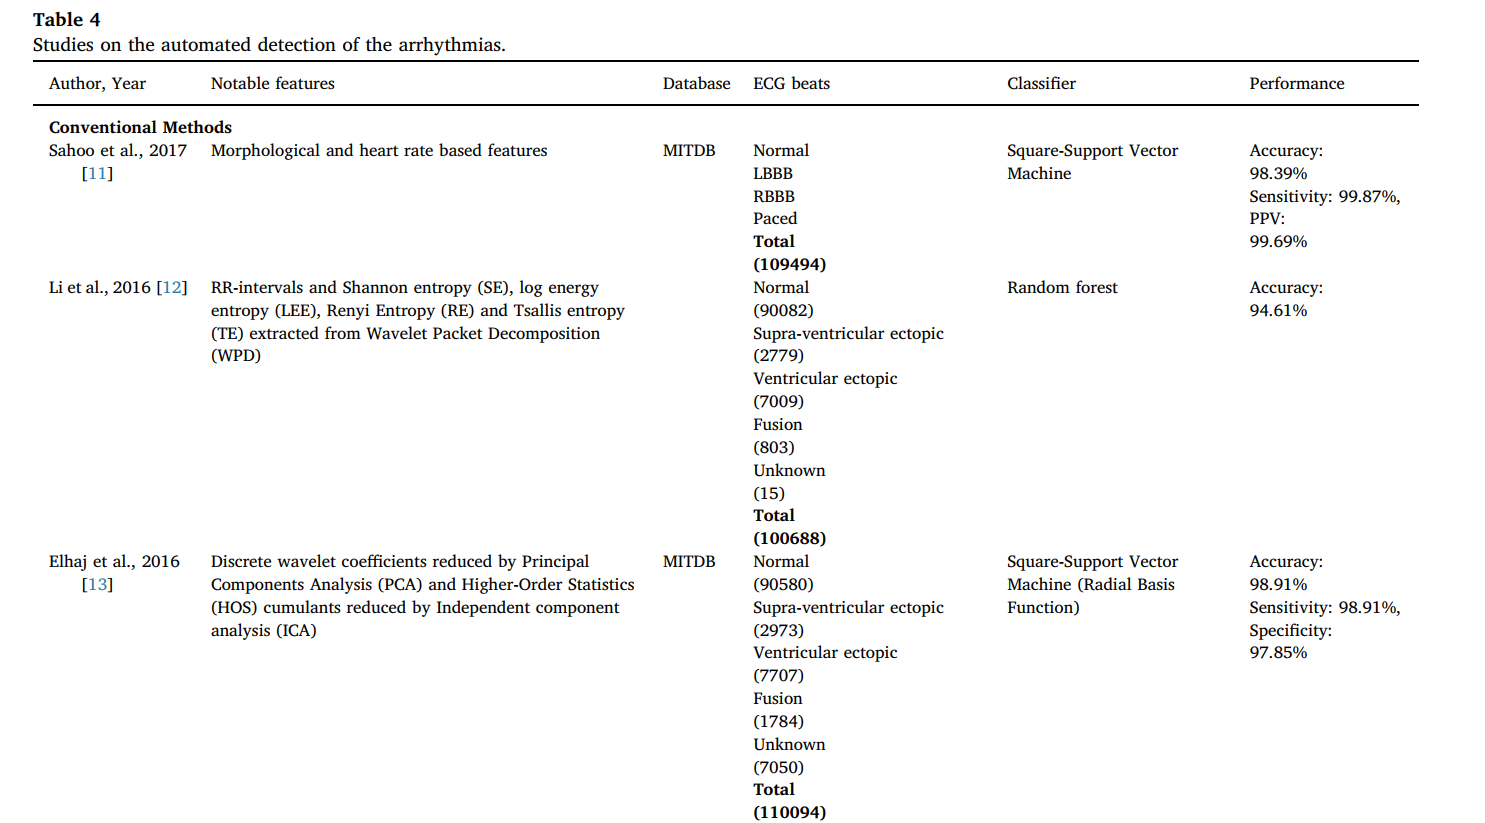 Table 4
Studies on the automated detection of the arrhythmias.
Author, Year Notable features Database ECG beats Classifier Performance
Conventional Methods
Sahoo et al., 2017 Morphological and heart rate based features MITDB Normal Square-Support Vector Accuracy:
[11] LBBB Machine 98.39%
RBBB Sensitivity: 99.87%,
Paced PPV:
Total 99.69%
(109494)
Li et al., 2016 [12] RR-intervals and Shannon entropy (SE), log energy Normal Random forest Accuracy:
entropy (LEE), Renyi Entropy (RE) and Tsallis entropy (90082) 94.61%
(TE) extracted from Wavelet Packet Decomposition Supra-ventricular ectopic
(WPD) (2779)
Ventricular ectopic
(7009)
Fusion
(803)
Unknown
(15)
Total
(100688)
Elhaj et al., 2016 Discrete wavelet coefficients reduced by Principal MITDB Normal Square-Support Vector Accuracy:
[13] Components Analysis (PCA) and Higher-Order Statistics (90580) Machine (Radial Basis 98.91%
(HOS) cumulants reduced by Independent component Supra-ventricular ectopic Function) Sensitivity: 98.91%,
analysis (ICA) (2973) Specificity:
Ventricular ectopic 97.85%
(7707)
Fusion
(1784)
Unknown
(7050)
Total
(110094)